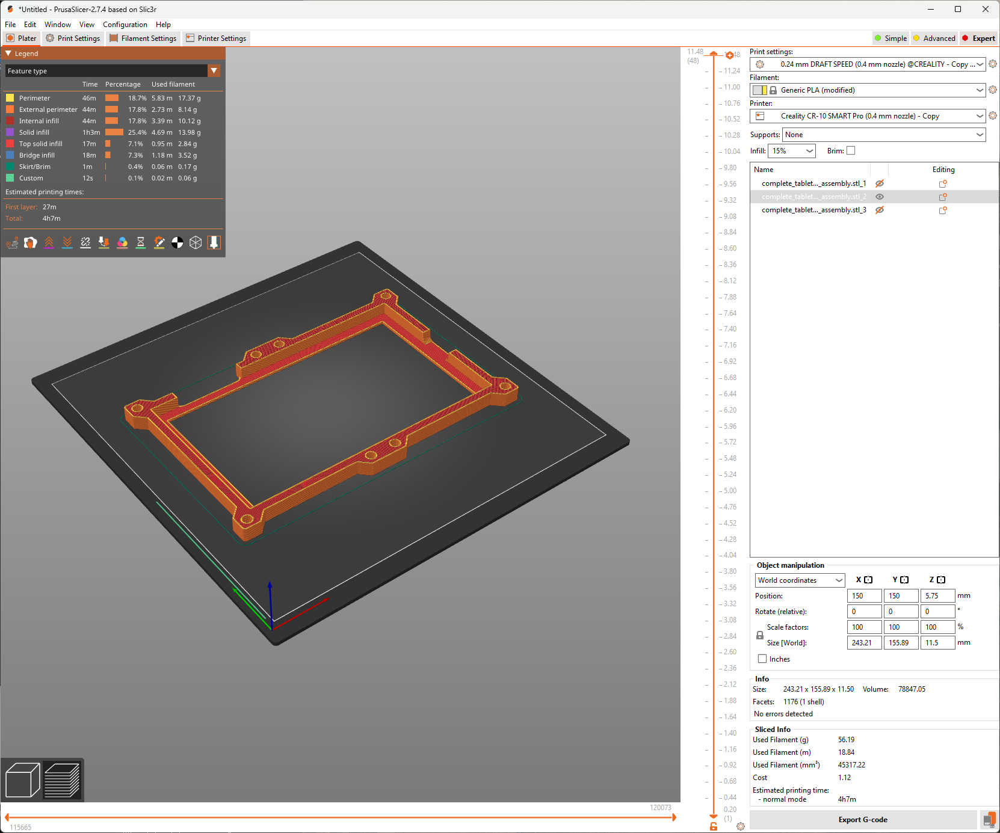 *Untitled - PrusaSlicer-2.7.4 based on Slic3r
File Edit Window View Configuration Help
Plater Print Settings Filament Settings Printer Settings Simple Advanced Expert
Legend
Feature type
Time Percentage Used filament
Perimeter 46m 18.7% 5.83 m 17.37 g
External perimeter 44m 17.8% 2.73 m 8.14 g
Internal infill 44m 17.8% 3.39 m 10.12 g
Solid infill 1h3m 25.4% 4.69 m 13.98 g
Top solid infill 17m 7.1% 0.95 m 2.84 g
Bridge infill 18m 7.3% 1.18 m 3.52 g
Skirt/Brim 1m 0.4% 0.06 m 0.17 g
Custom 12s 0.1% 0.02 m 0.06 g
Estimated printing times:
First layer: 27m
Total: 4h7m
11.48
(48)
11.24
11.00
10.76
10.52
10.28
10.04
9.80
9.56
9.32
9.08
8.84
8.60
8.36
8.12
7.88
7.64
7.40
7.16
6.92
6.68
6.44
6.20
5.96
5.72
5.48
5.24
5.00
4.76
4.52
4.28
4.04
3.80
3.56
3.32
3.08
2.84
2.60
2.36
2.12
1.88
1.64
1.40
1.16
0.92
0.68
0.44
0.20
(1)
120073
115665
Print settings:
0.24 mm DRAFT SPEED (0.4 mm nozzle) @CREALITY - Copy ...
Filament:
Generic PLA (modified)
Printer:
Creality CR-10 SMART Pro (0.4 mm nozzle) - Copy
Supports: None
Infill: 15% Brim:
Name Editing
complete_tablet..._assembly.stl_1
complete_tablet..._assembly.stl_2
complete_tablet..._assembly.stl_3
Object manipulation
World coordinates X Y Z
Position: 150 150 5.75 mm
Rotate (relative): 0 0 0 °
Scale factors: 100 100 100 %
Size [World]: 243.21 155.89 11.5 mm
Inches
Info
Size: 243.21 x 155.89 x 11.50 Volume: 78847.05
Facets: 1176 (1 shell)
No errors detected
Sliced Info
Used Filament (g) 56.19
Used Filament (m) 18.84
Used Filament (mm³) 45317.22
Cost 1.12
Estimated printing time:
- normal mode 4h7m
Export G-code